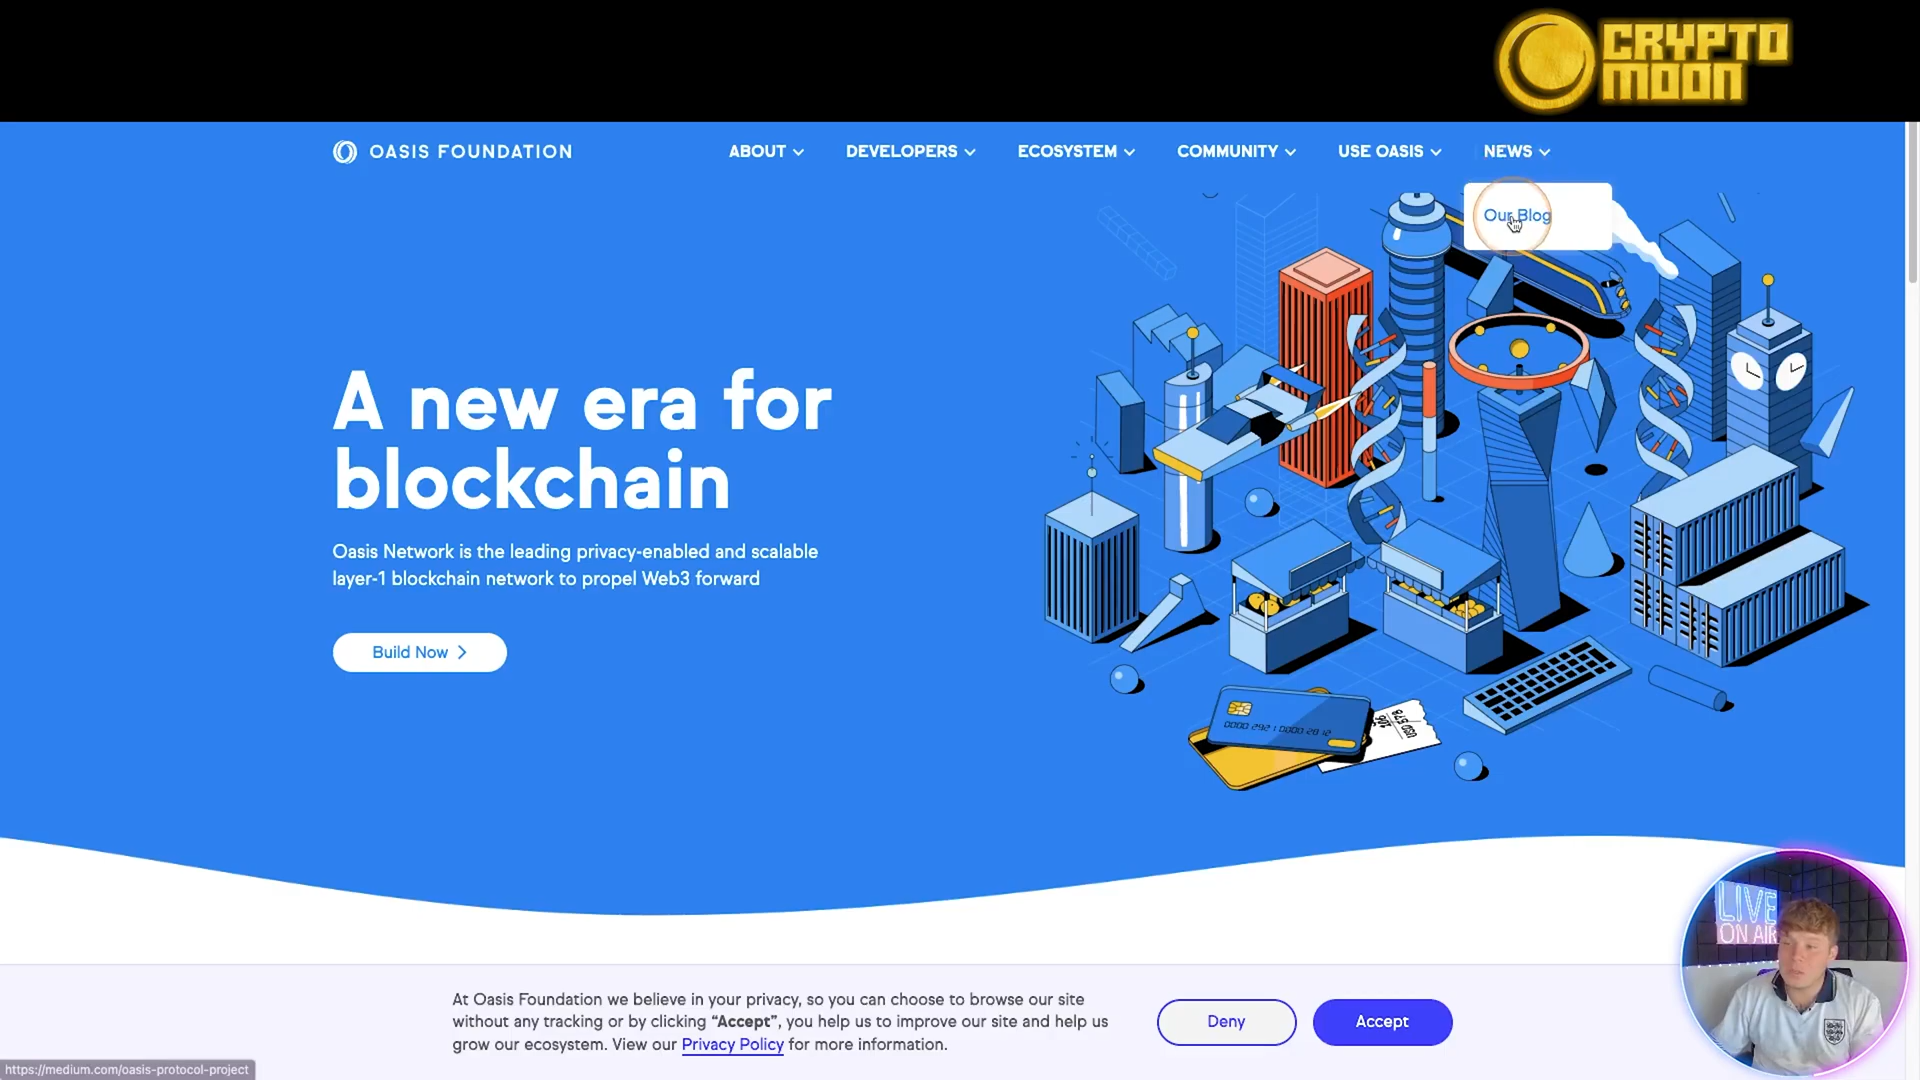 CRYPTO
MOON
OASIS FOUNDATION
ABOUT
DEVELOPERS
ECOSYSTEM
COMMUNITY
USE OASIS
NEWS
Our Blog
A new era for
blockchain
Oasis Network is the leading privacy-enabled and scalable
layer-1 blockchain network to propel Web3 forward
Build Now
LIVE
ON AIR
At Oasis Foundation we believe in your privacy, so you can choose to browse our site
without any tracking or by clicking “Accept”, you help us to improve our site and help us
grow our ecosystem. View our Privacy Policy for more information.
Deny
Accept
https://medium.com/oasis-protocol-project